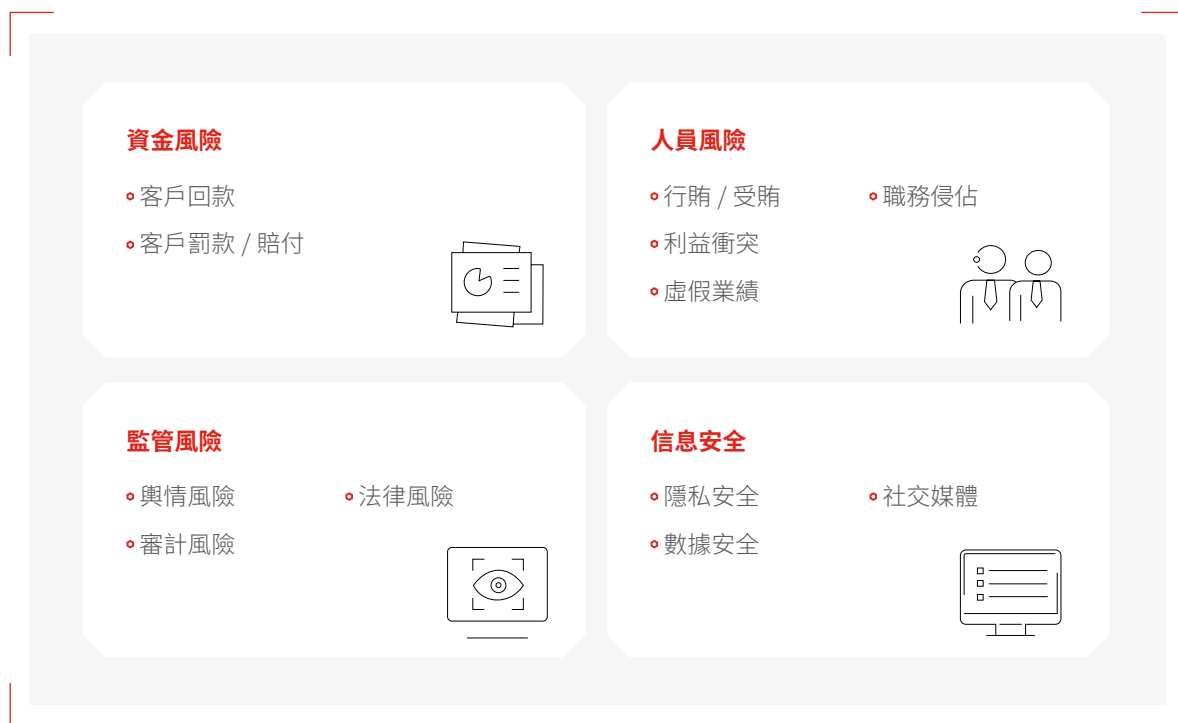 資金風險
客戶回款
客戶罰款 / 賠付
人員風險
行賄 / 受賄
職務侵佔
利益衝突
虛假業績
監管風險
輿情風險
法律風險
審計風險
信息安全
隱私安全
社交媒體
數據安全